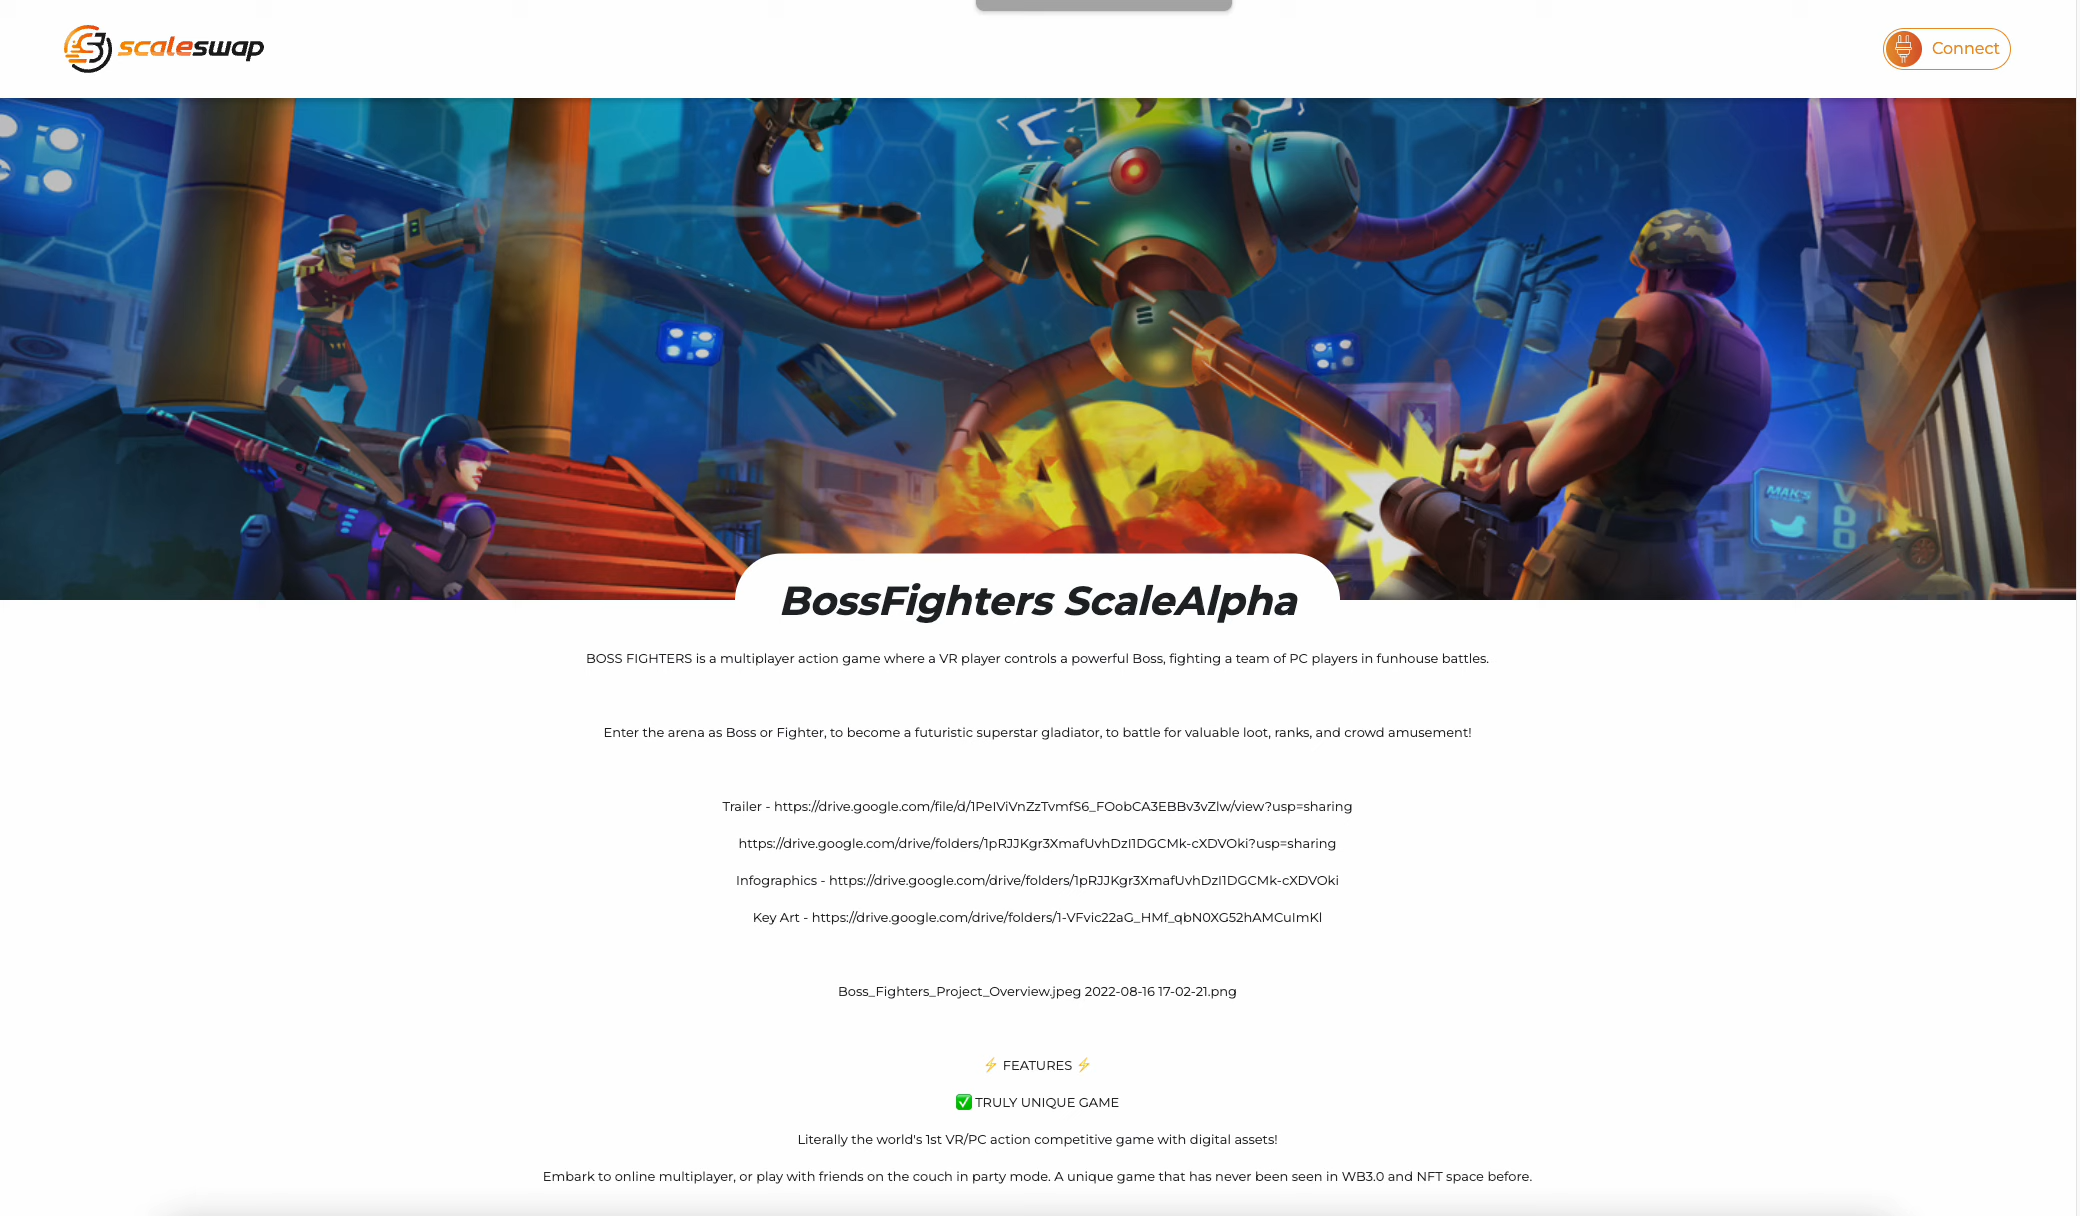 scaleswap
Connect
MAK'S
VDO
BossFighters ScaleAlpha
BOSS FIGHTERS is a multiplayer action game where a VR player controls a powerful Boss, fighting a team of PC players in funhouse battles.
Enter the arena as Boss or Fighter, to become a futuristic superstar gladiator, to battle for valuable loot, ranks, and crowd amusement!
Trailer - https://drive.google.com/file/d/1PeIViVnZzTvmfS6_FOobCA3EBBv3vZlw/view?usp=sharing
https://drive.google.com/drive/folders/1pRJJKgr3XmafUvhDzI1DGCMk-cXDVOki?usp=sharing
Infographics - https://drive.google.com/drive/folders/1pRJJKgr3XmafUvhDzI1DGCMk-cXDVOki
Key Art - https://drive.google.com/drive/folders/1-VFvic22aG_HMf_qbN0XG52hAMCuImKl
Boss_Fighters_Project_Overview.jpeg 2022-08-16 17-02-21.png
⚡ FEATURES ⚡
✅ TRULY UNIQUE GAME
Literally the world's 1st VR/PC action competitive game with digital assets!
Embark to online multiplayer, or play with friends on the couch in party mode. A unique game that has never been seen in WB3.0 and NFT space before.